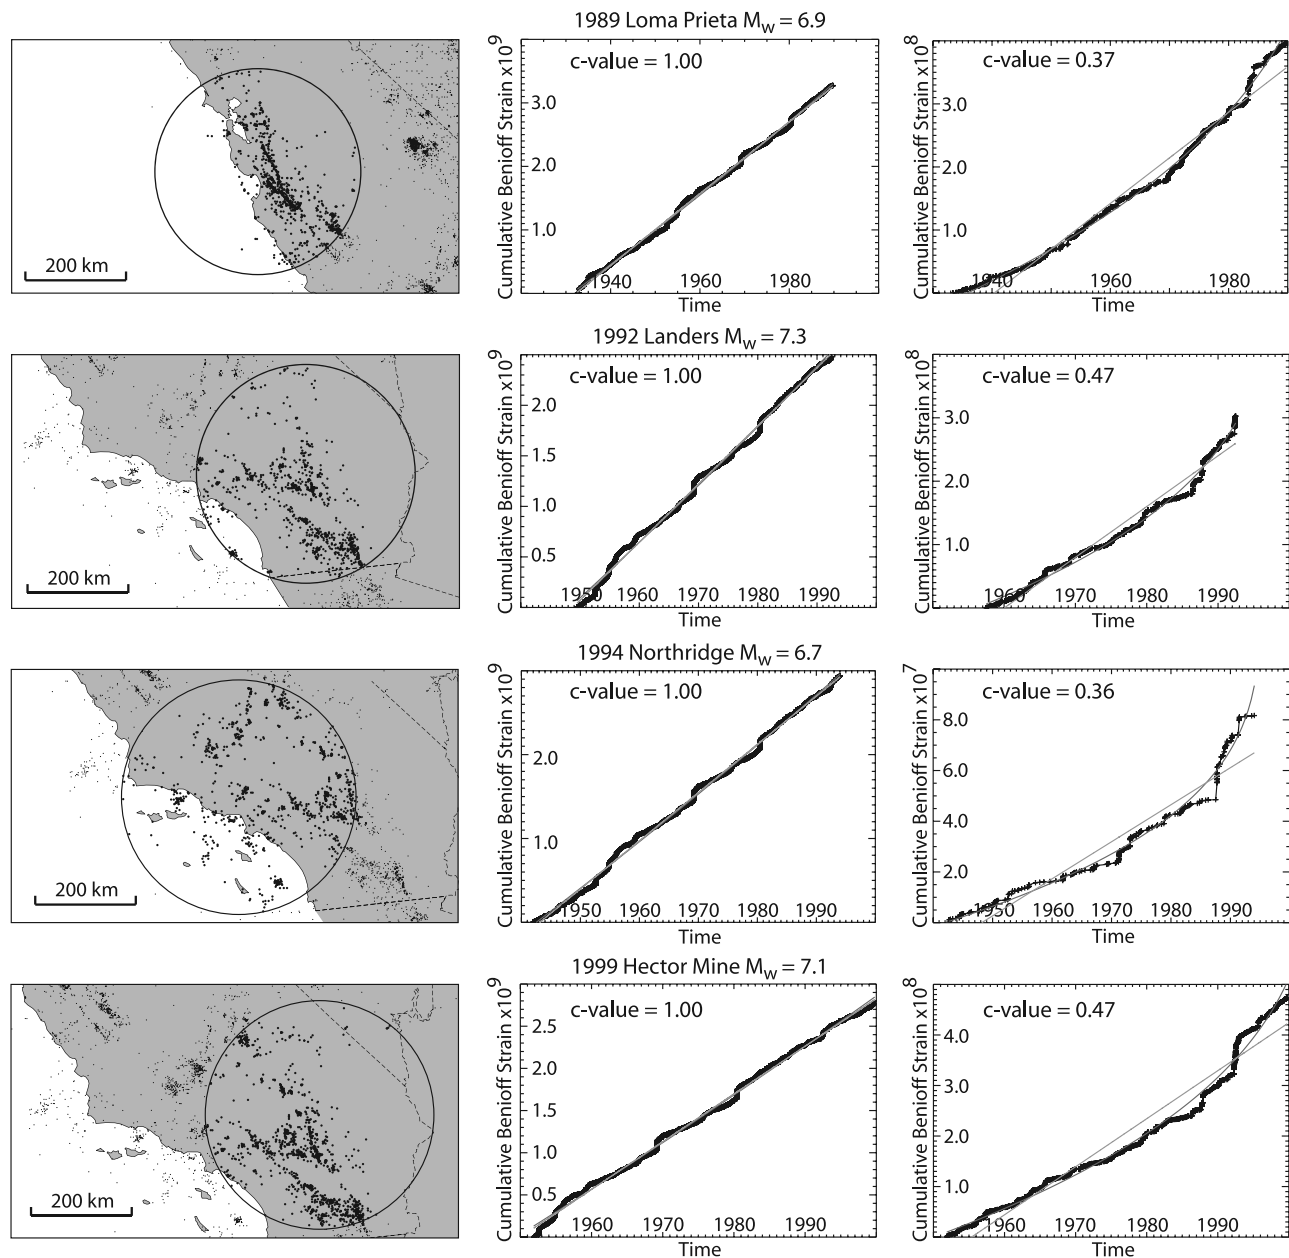 1989 Loma Prieta Mw = 6.9
200 km
Cumulative Benioff Strain x10^9
c-value = 1.00
3.0
2.0
1.0
1940 1960 1980
Time
Cumulative Benioff Strain x10^8
c-value = 0.37
3.0
2.0
1.0
1940 1960 1980
Time
1992 Landers Mw = 7.3
200 km
Cumulative Benioff Strain x10^9
c-value = 1.00
2.0
1.5
1.0
0.5
1950 1960 1970 1980 1990
Time
Cumulative Benioff Strain x10^8
c-value = 0.47
3.0
2.0
1.0
1960 1970 1980 1990
Time
1994 Northridge Mw = 6.7
200 km
Cumulative Benioff Strain x10^9
c-value = 1.00
2.0
1.0
1950 1960 1970 1980 1990
Time
Cumulative Benioff Strain x10^7
c-value = 0.36
8.0
6.0
4.0
2.0
1950 1960 1970 1980 1990
Time
1999 Hector Mine Mw = 7.1
200 km
Cumulative Benioff Strain x10^9
c-value = 1.00
2.5
2.0
1.5
1.0
0.5
1960 1970 1980 1990
Time
Cumulative Benioff Strain x10^8
c-value = 0.47
4.0
3.0
2.0
1.0
1960 1970 1980 1990
Time